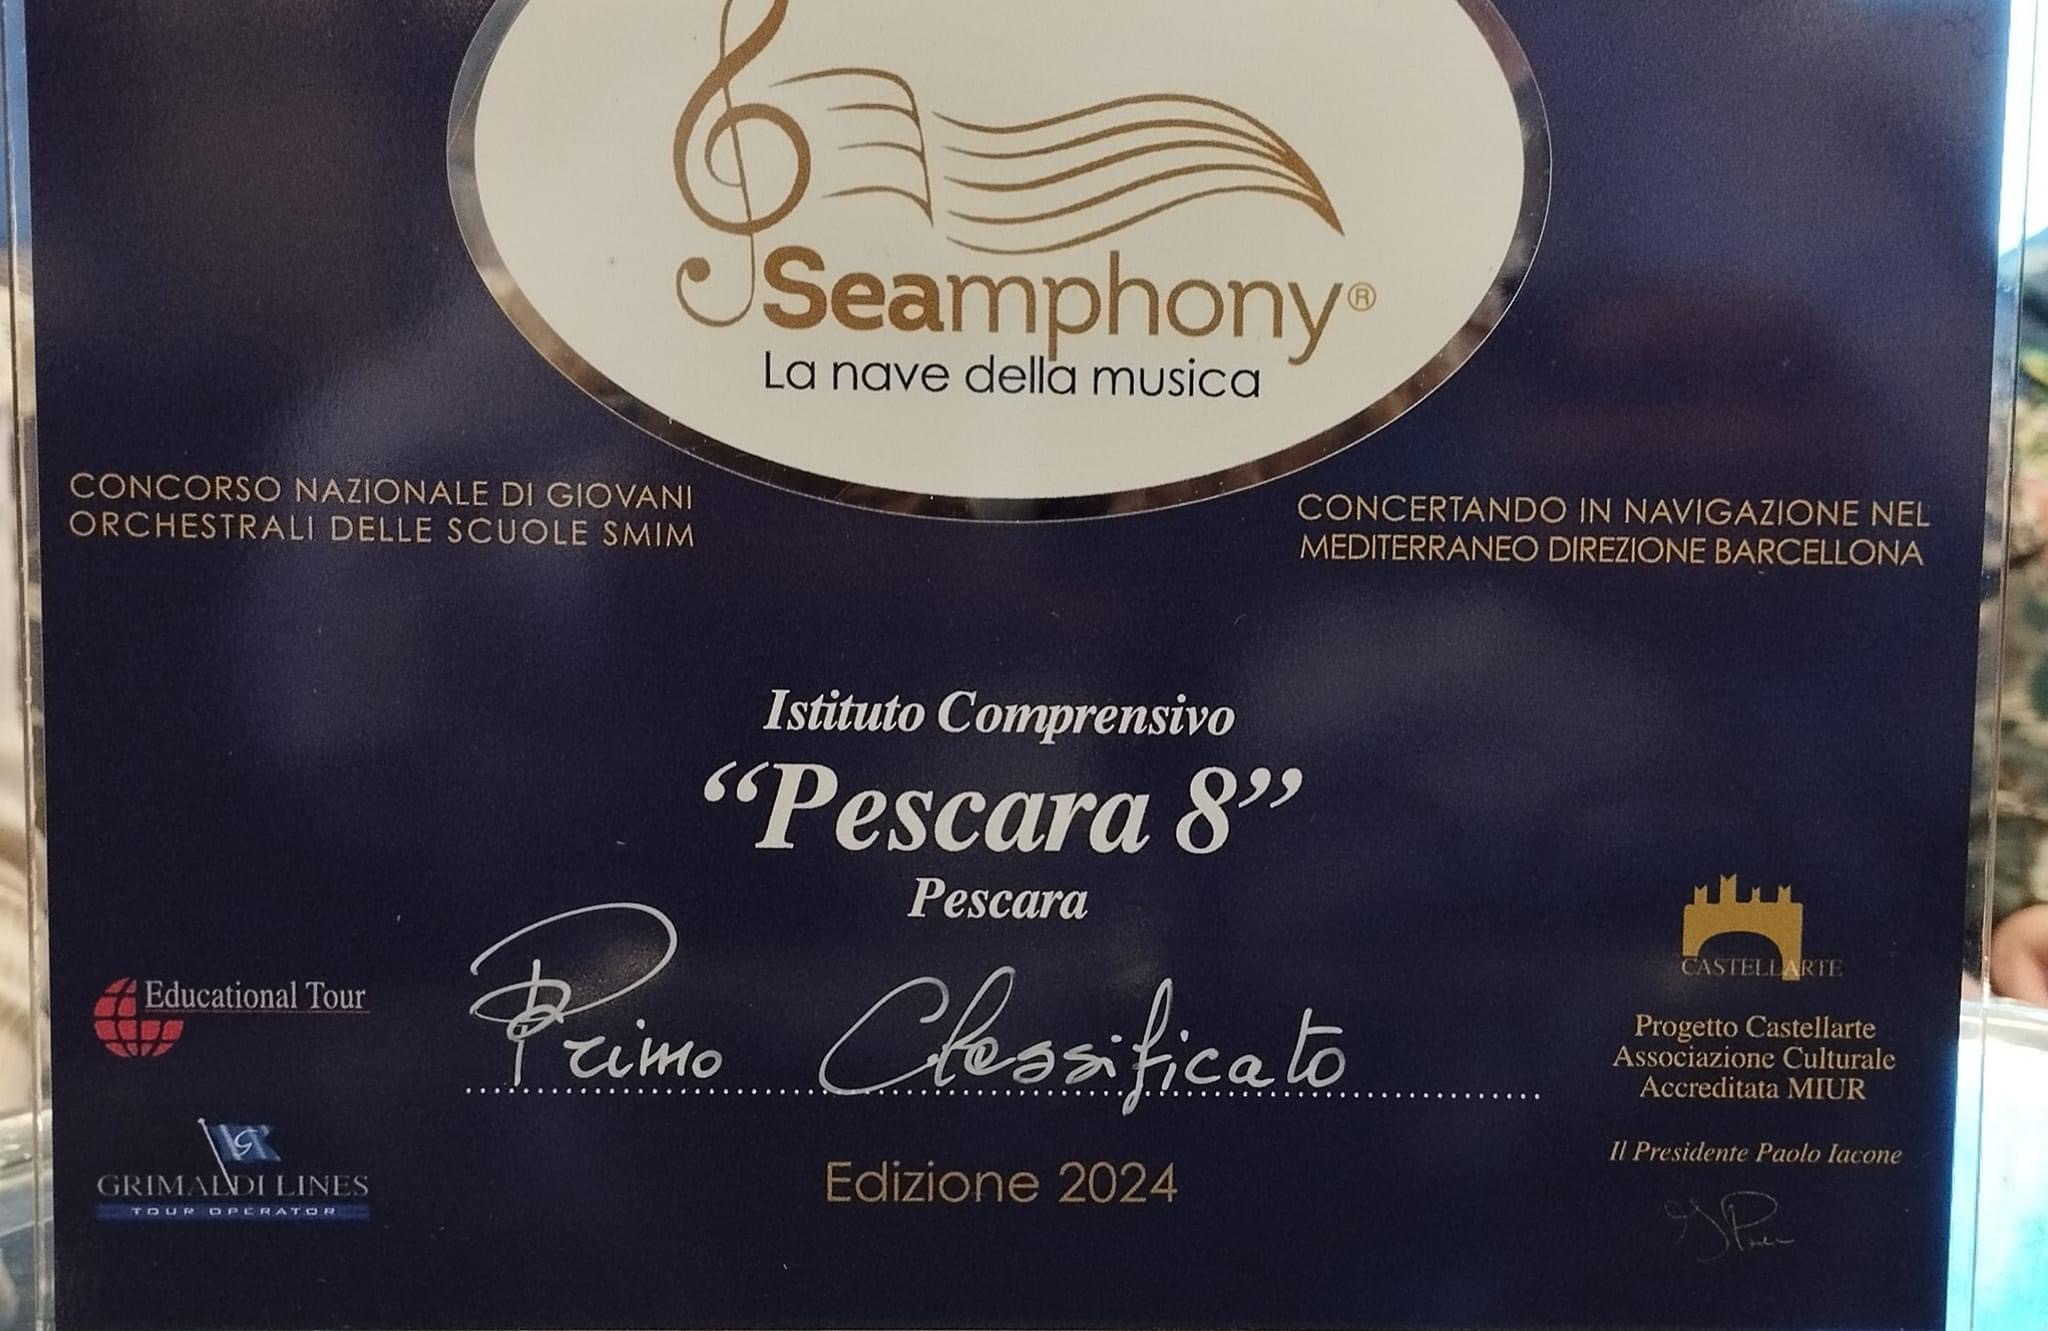 Seamphony®
La nave della musica
CONCORSO NAZIONALE DI GIOVANI
ORCHESTRALI DELLE SCUOLE SMIM
CONCERTANDO IN NAVIGAZIONE NEL
MEDITERRANEO DIREZIONE BARCELLONA
Istituto Comprensivo
“Pescara 8”
Pescara
Primo Classificato
Edizione 2024
Educational Tour
GRIMALDI LINES
TOUR OPERATOR
CASTELLARTE
Progetto Castellarte
Associazione Culturale
Accreditata MIUR
Il Presidente Paolo Iacone